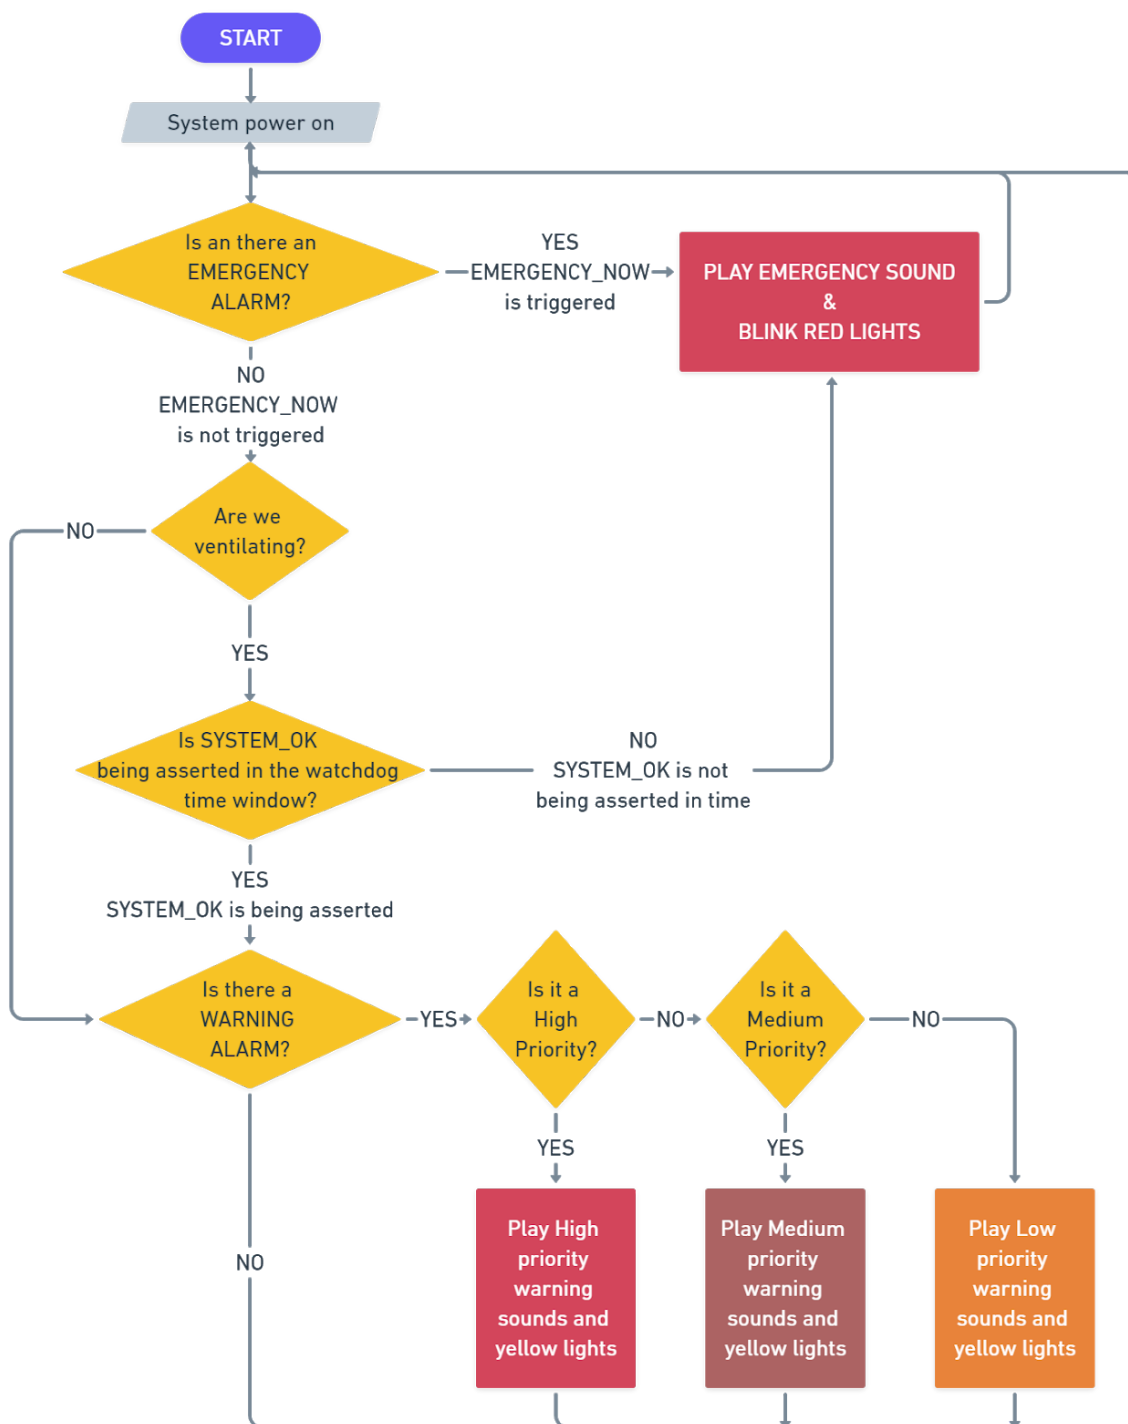 START
System power on
Is an there an
EMERGENCY
ALARM?
YES
EMERGENCY_NOW
is triggered
PLAY EMERGENCY SOUND
&
BLINK RED LIGHTS
NO
EMERGENCY_NOW
is not triggered
Are we
ventilating?
NO
YES
Is SYSTEM_OK
being asserted in the watchdog
time window?
NO
SYSTEM_OK is not
being asserted in time
YES
SYSTEM_OK is being asserted
Is there a
WARNING
ALARM?
YES
Is it a
High
Priority?
NO
Is it a
Medium
Priority?
NO
YES
YES
NO
Play High
priority
warning
sounds and
yellow lights
Play Medium
priority
warning
sounds and
yellow lights
Play Low
priority
warning
sounds and
yellow lights